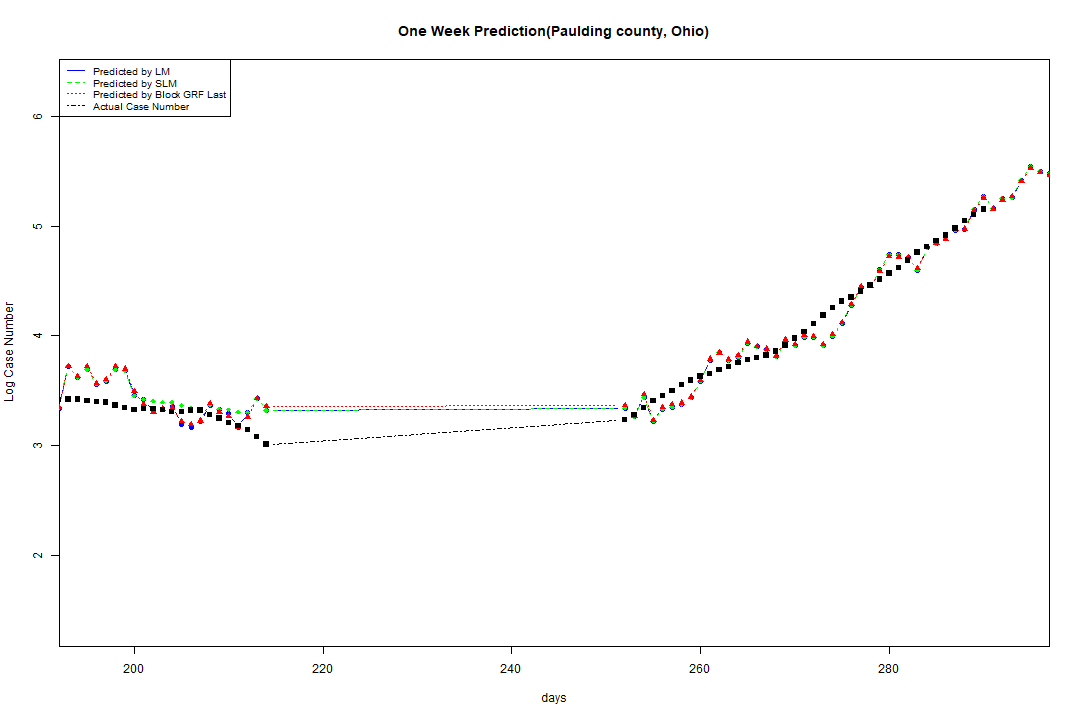 One Week Prediction(Paulding county, Ohio)
Predicted by LM
Predicted by SLM
Predicted by Block GRF Last
Actual Case Number
6
5
4
3
2
Log Case Number
200 220 240 260 280
days